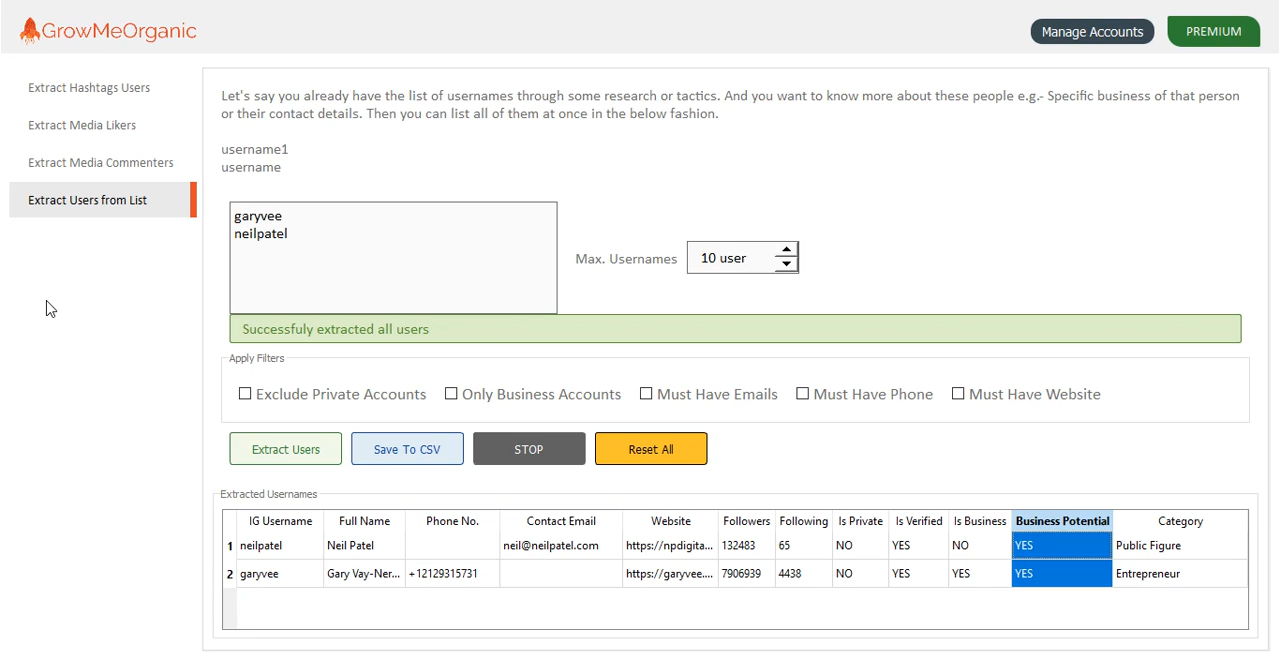 GrowMeOrganic
Manage Accounts
PREMIUM
Extract Hashtags Users
Extract Media Likers
Extract Media Commenters
Extract Users from List
Let's say you already have the list of usernames through some research or tactics. And you want to know more about these people e.g.- Specific business of that person
or their contact details. Then you can list all of them at once in the below fashion.
username1
username
garyvee
neilpatel
Max. Usernames 10 user
Successfuly extracted all users
Apply Filters
Exclude Private Accounts Only Business Accounts Must Have Emails Must Have Phone Must Have Website
Extract Users Save To CSV STOP Reset All
Extracted Usernames
IG Username Full Name Phone No. Contact Email Website Followers Following Is Private Is Verified Is Business Business Potential Category
1 neilpatel Neil Patel neil@neilpatel.com https://npdigita... 132483 65 NO YES NO YES Public Figure
2 garyvee Gary Vay-Ner... +12129315731 https://garyvee.... 7906939 4438 NO YES YES YES Entrepreneur